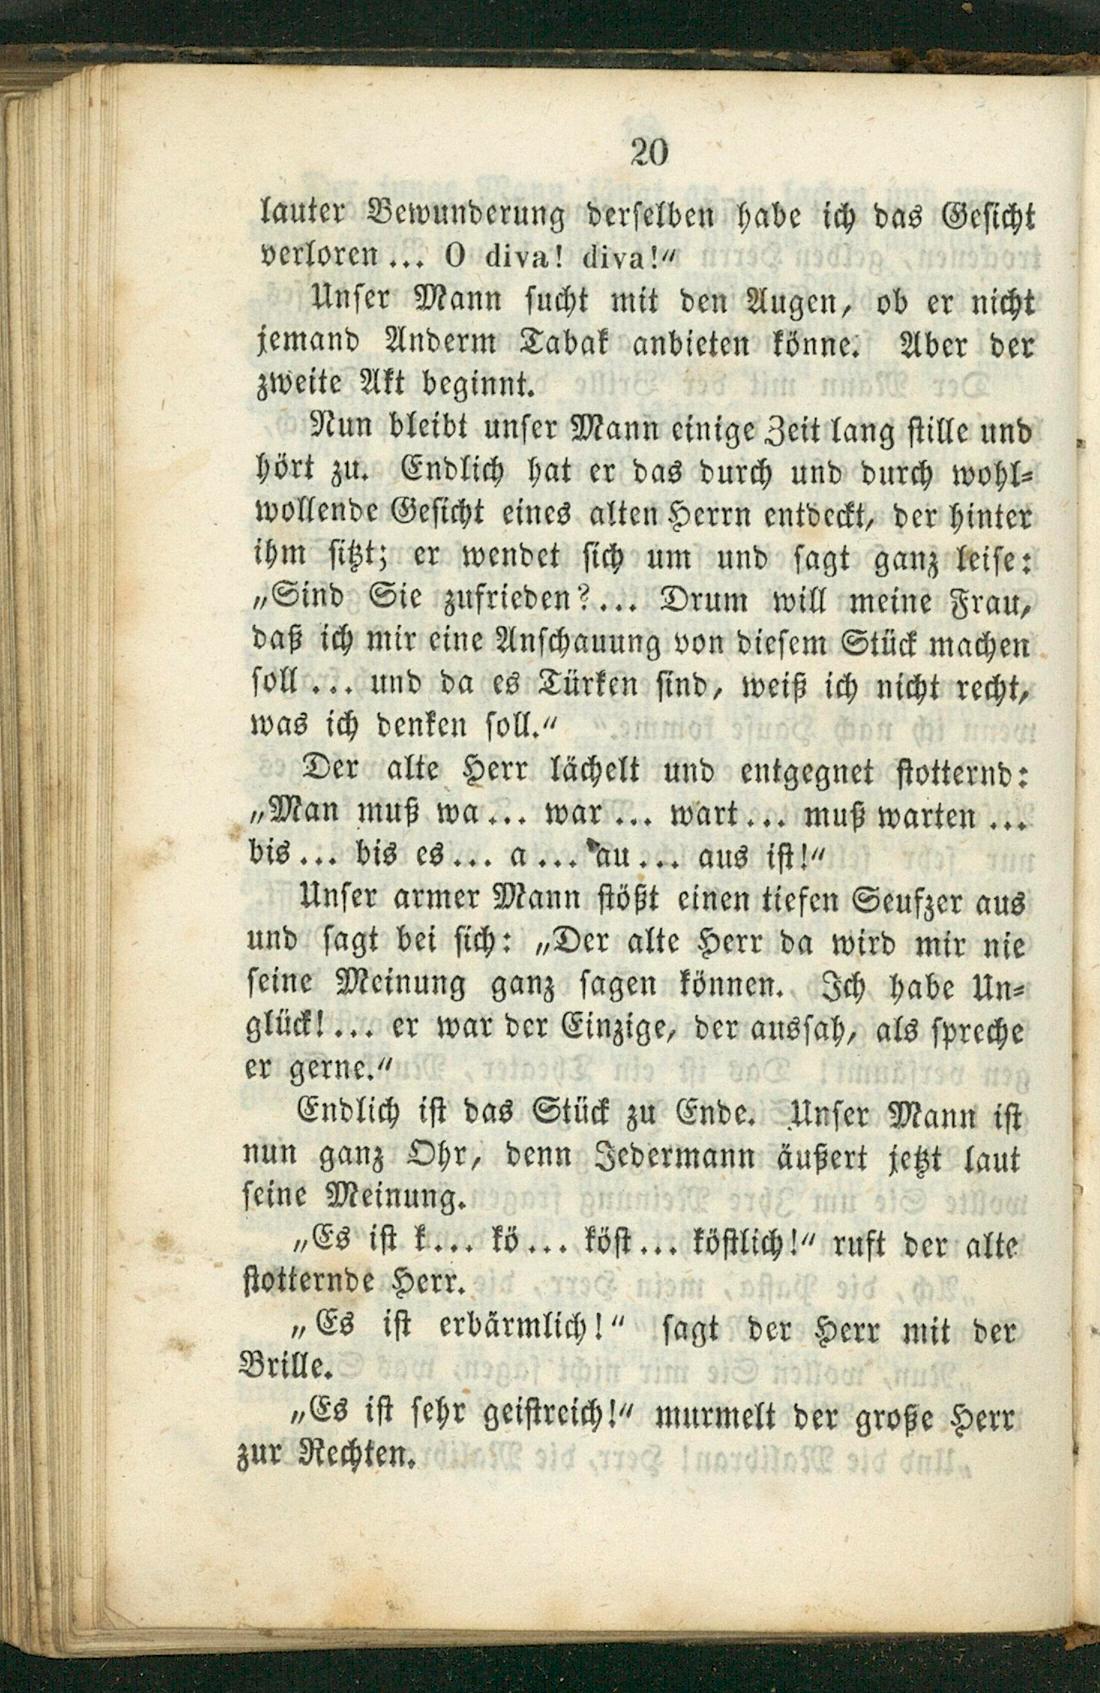 20
lauter Bewunderung derselben habe ich das Gesicht
verloren... O diva! diva!“
Unser Mann sucht mit den Augen, ob er nicht
jemand Anderm Tabak anbieten könne. Aber der
zweite Akt beginnt.
Nun bleibt unser Mann einige Zeit lang stille und
hört zu. Endlich hat er das durch und durch wohl-
wollende Gesicht eines alten Herrn entdeckt, der hinter
ihm sitzt; er wendet sich um und sagt ganz leise:
„Sind Sie zufrieden?... Drum will meine Frau,
daß ich mir eine Anschauung von diesem Stück machen
soll... und da es Türken sind, weiß ich nicht recht,
was ich denken soll.“
Der alte Herr lächelt und entgegnet stotternd:
„Man muß wa... war... wart... muß warten...
bis... bis es... a... au... aus ist!“
Unser armer Mann stößt einen tiefen Seufzer aus
und sagt bei sich: „Der alte Herr da wird mir nie
seine Meinung ganz sagen können. Ich habe Un-
glück!... er war der Einzige, der aussah, als spreche
er gerne.“
Endlich ist das Stück zu Ende. Unser Mann ist
nun ganz Ohr, denn Jedermann äußert jetzt laut
seine Meinung.
„Es ist k... kö... köst... köstlich!“ ruft der alte
stotternde Herr.
„Es ist erbärmlich!“ sagt der Herr mit der
Brille.
„Es ist sehr geistreich!“ murmelt der große Herr
zur Rechten.